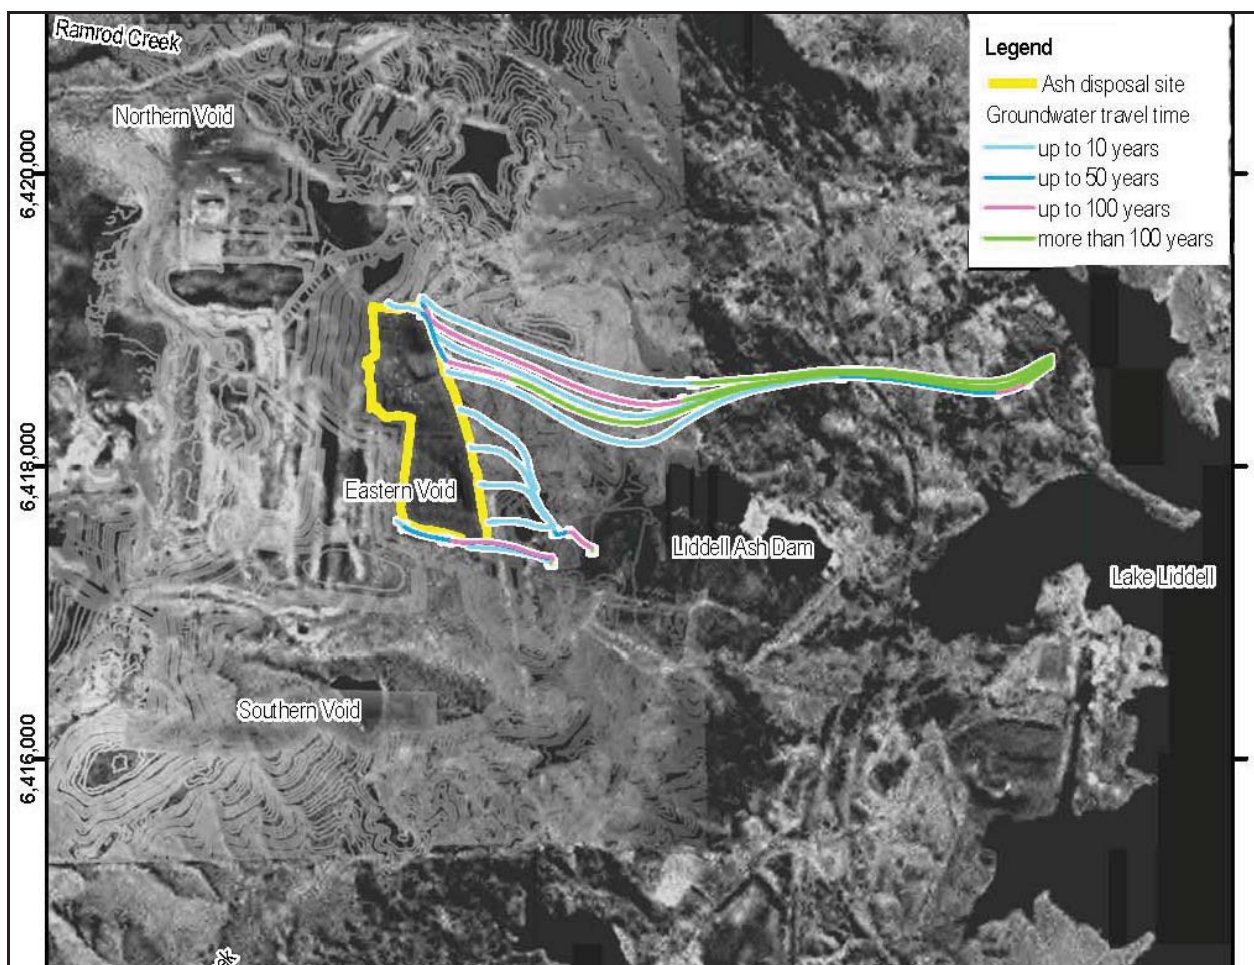 Ramrod Creek
Northern Void
Legend
Ash disposal site
Groundwater travel time
up to 10 years
up to 50 years
up to 100 years
more than 100 years
6,420,000
6,418,000
Eastern Void
Liddell Ash Dam
Lake Liddell
Southern Void
6,416,000
ek